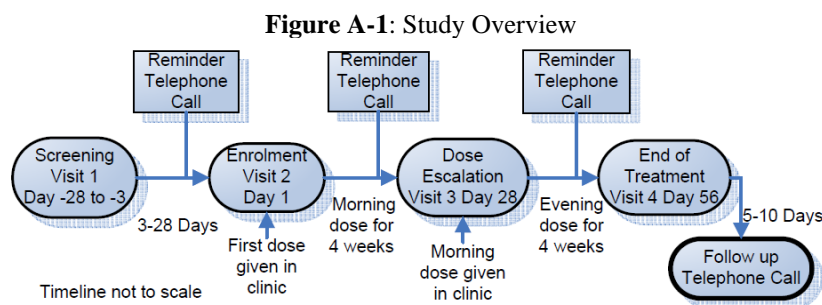 Figure A-1: Study Overview
Reminder
Telephone
Call
Reminder
Telephone
Call
Reminder
Telephone
Call
Screening
Visit 1
Day -28 to -3
3-28 Days
Enrolment
Visit 2
Day 1
First dose
given in
clinic
Morning
dose for
4 weeks
Dose
Escalation
Visit 3 Day 28
Morning
dose given
in clinic
Evening
dose for
4 weeks
End of
Treatment
Visit 4 Day 56
5-10 Days
Follow up
Telephone Call
Timeline not to scale